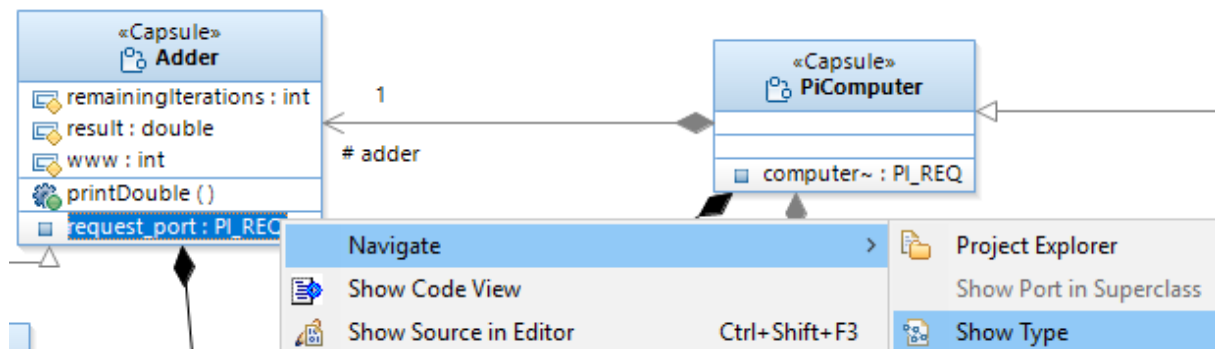 «Capsule»
Adder
remainingIterations : int
result : double
www : int
printDouble ( )
request_port : PI_REQ
1
# adder
«Capsule»
PiComputer
computer~ : PI_REQ
Navigate >
Show Code View
Show Source in Editor Ctrl+Shift+F3
Project Explorer
Show Port in Superclass
Show Type